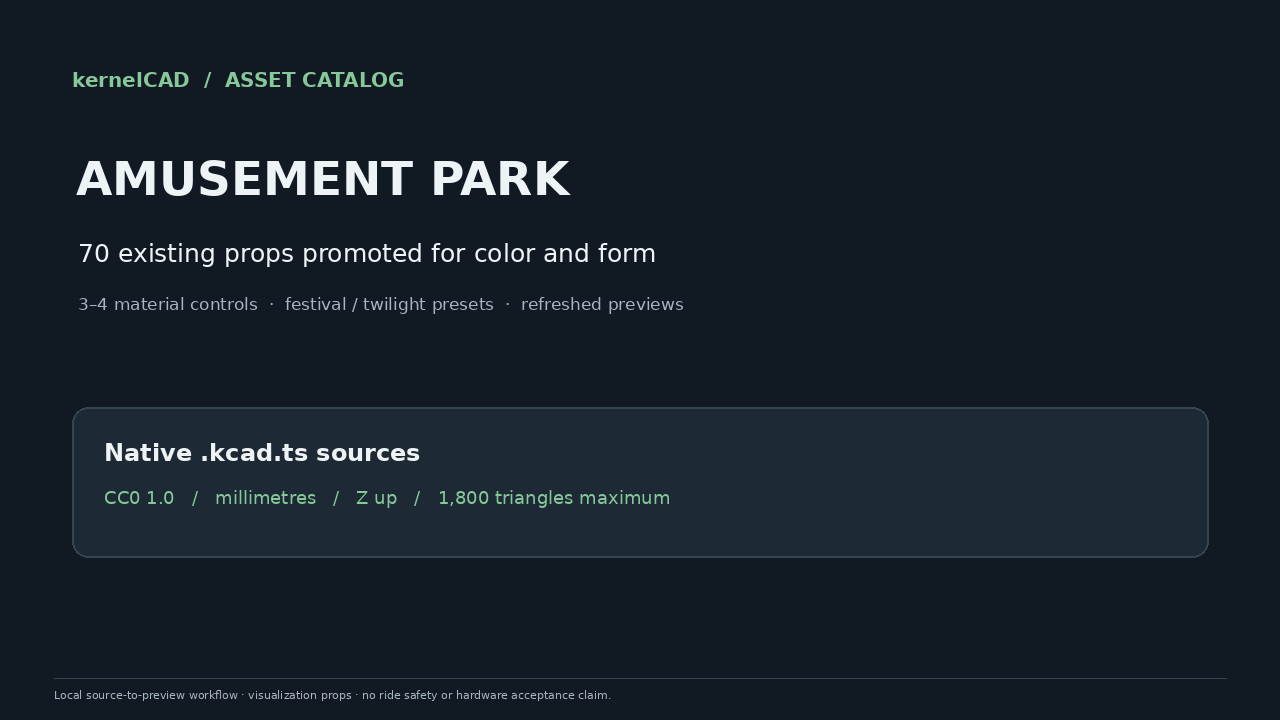 kernelCAD / ASSET CATALOG
AMUSEMENT PARK
70 existing props promoted for color and form
3–4 material controls · festival / twilight presets · refreshed previews
Native .kcad.ts sources
CC0 1.0 / millimetres / Z up / 1,800 triangles maximum
Local source-to-preview workflow · visualization props · no ride safety or hardware acceptance claim.